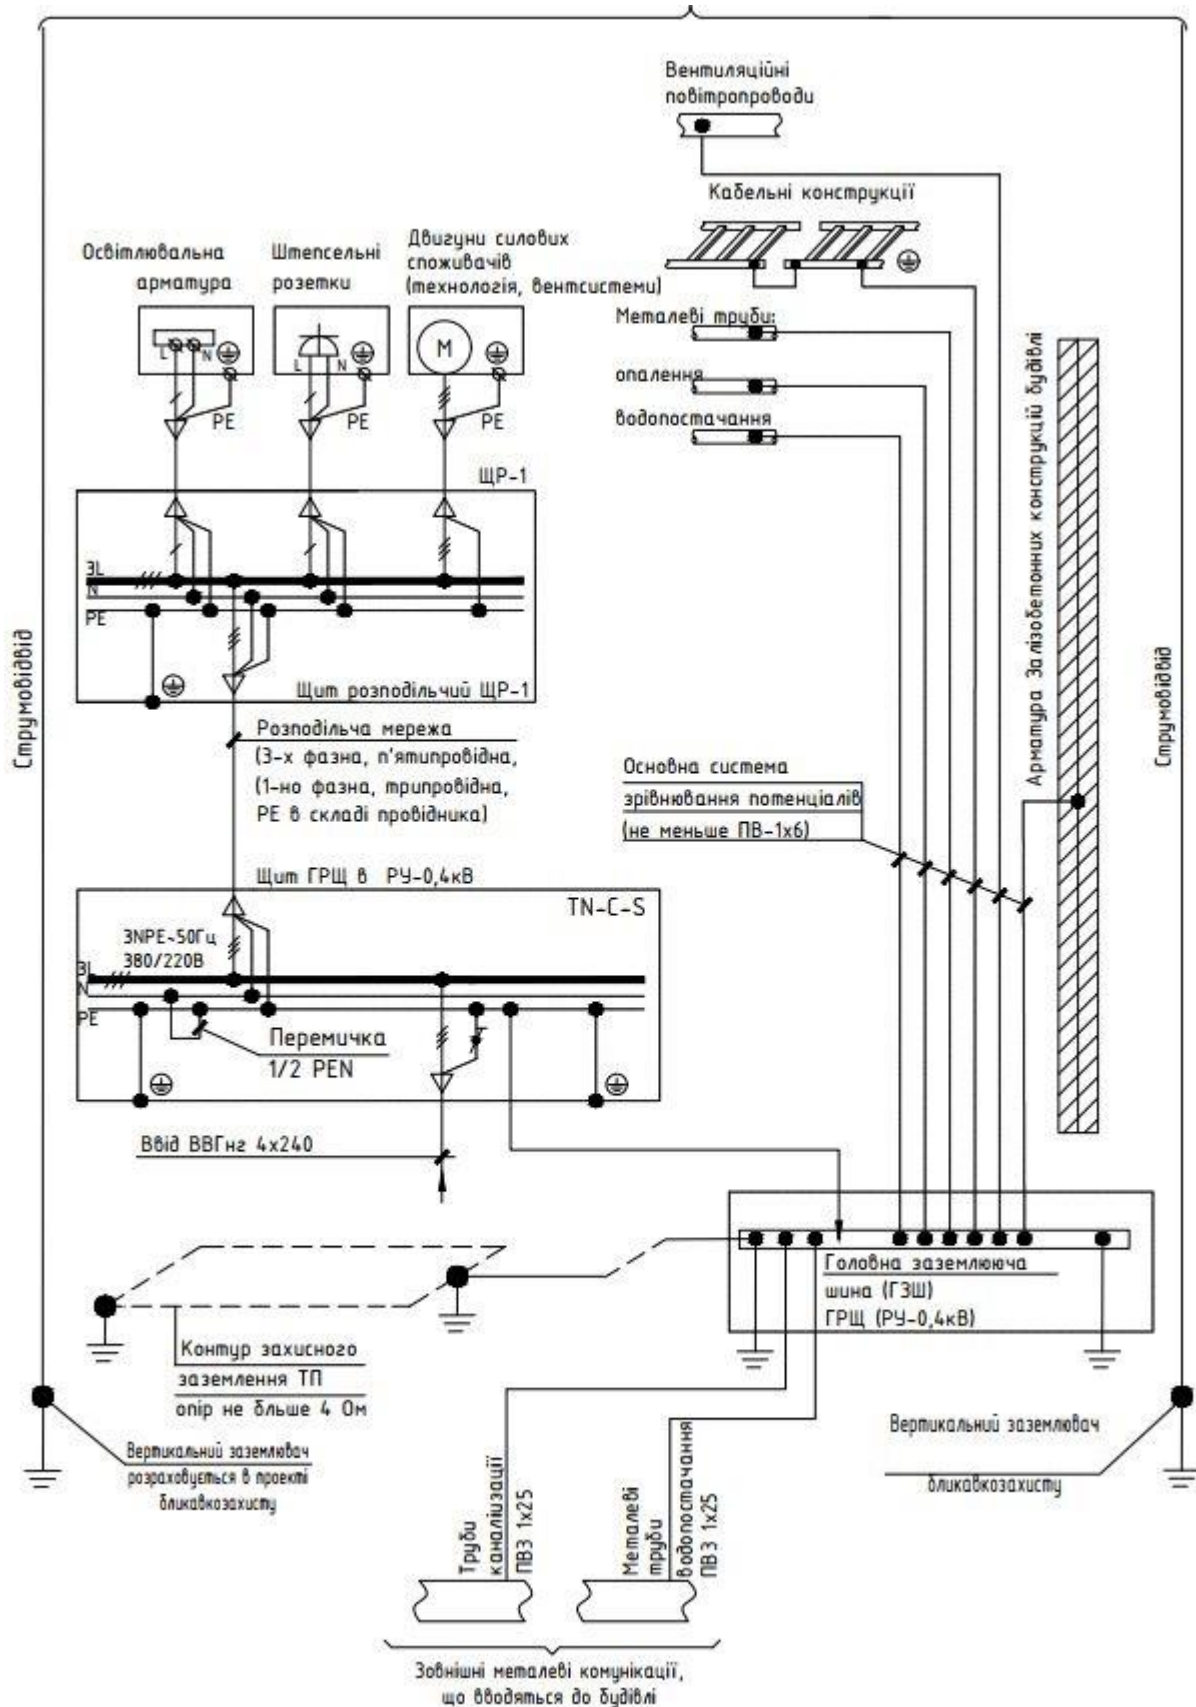 Вентиляційні
повітропроводи
Кабельні конструкції
Освітлювальна
арматура
Штепсельні
розетки
Двигуни силових
споживачів
(технологія, вентсистеми)
Металеві труби:
опалення
водопостачання
L N
L N
M
PE
PE
PE
ЩР-1
3L
N
PE
Щит розподільчий ЩР-1
Струмовідвід
Арматура Залізобетонних конструкцій будівлі
Струмовідвід
Розподільча мережа
(3-х фазна, п'ятипровідна,
(1-но фазна, трипровідна,
PE в складі провідника)
Основна система
зрівнювання потенціалів
(не меньше ПВ-1х6)
Щит ГРЩ в РУ-0,4кВ
TN-C-S
3NPE~50Гц
380/220В
3L
N
PE
Перемичка
1/2 PEN
Ввід ВВГнг 4х240
Головна заземлююча
шина (ГЗШ)
ГРЩ (РУ-0,4кВ)
Контур захисного
заземлення ТП
опір не бльше 4 Ом
Вертикальний заземлювач
розраховується в проекті
бликавкозахисту
Вертикальний заземлювач
бликавкозахисту
Труби
каналізації
ПВЗ 1х25
Металеві
труби
водопостачання
ПВЗ 1х25
Зовнішні металеві комунікації,
що вводяться до будівлі